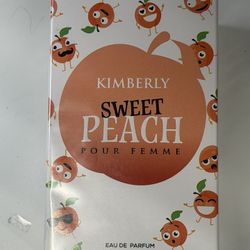 KIMBERLY
SWEET
PEACH
POUR FEMME
EAU DE PARFUM